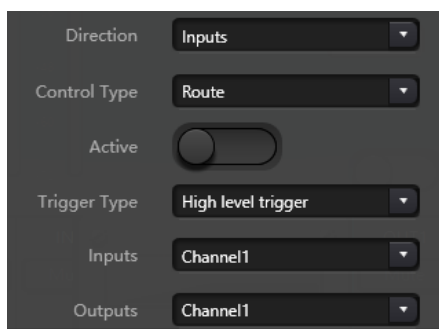 Direction Inputs
Control Type Route
Active
Trigger Type High level trigger
Inputs Channel1
Outputs Channel1